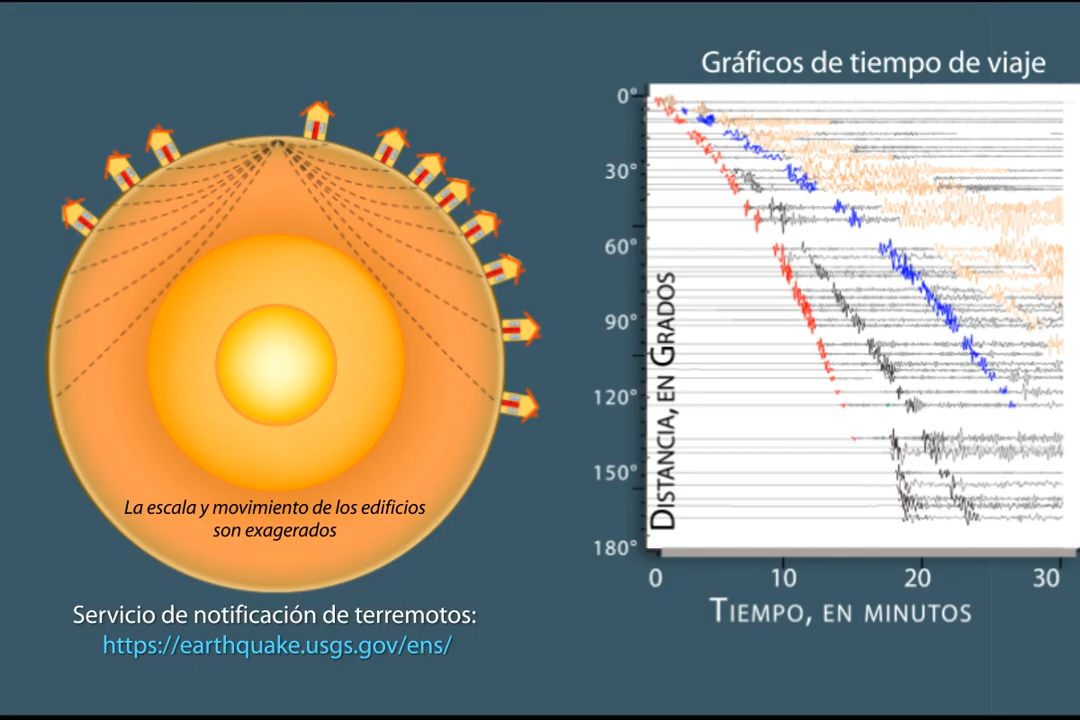 Gráficos de tiempo de viaje
0°
30°
60°
90°
120°
150°
180°
Distancia, en Grados
0
10
20
30
Tiempo, en minutos
La escala y movimiento de los edificios
son exagerados
Servicio de notificación de terremotos:
https://earthquake.usgs.gov/ens/